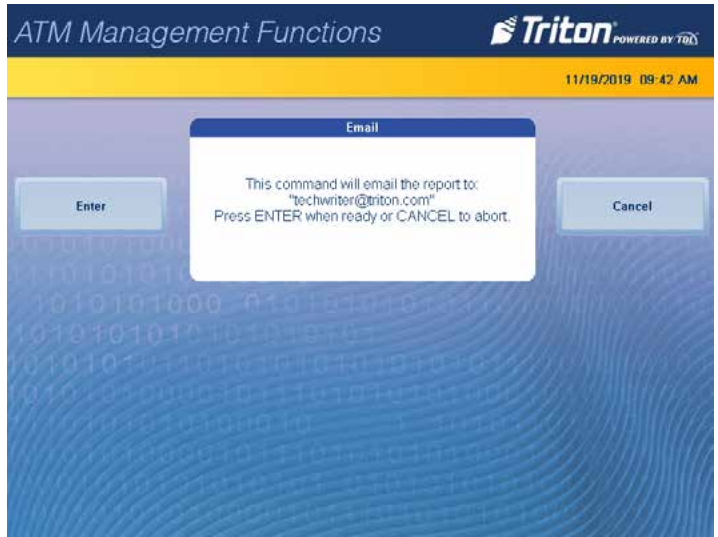 ATM Management Functions
Triton POWERED BY TDL
11/19/2019 09:42 AM
Email
This command will email the report to:
"techwriter@triton.com"
Press ENTER when ready or CANCEL to abort.
Enter
Cancel